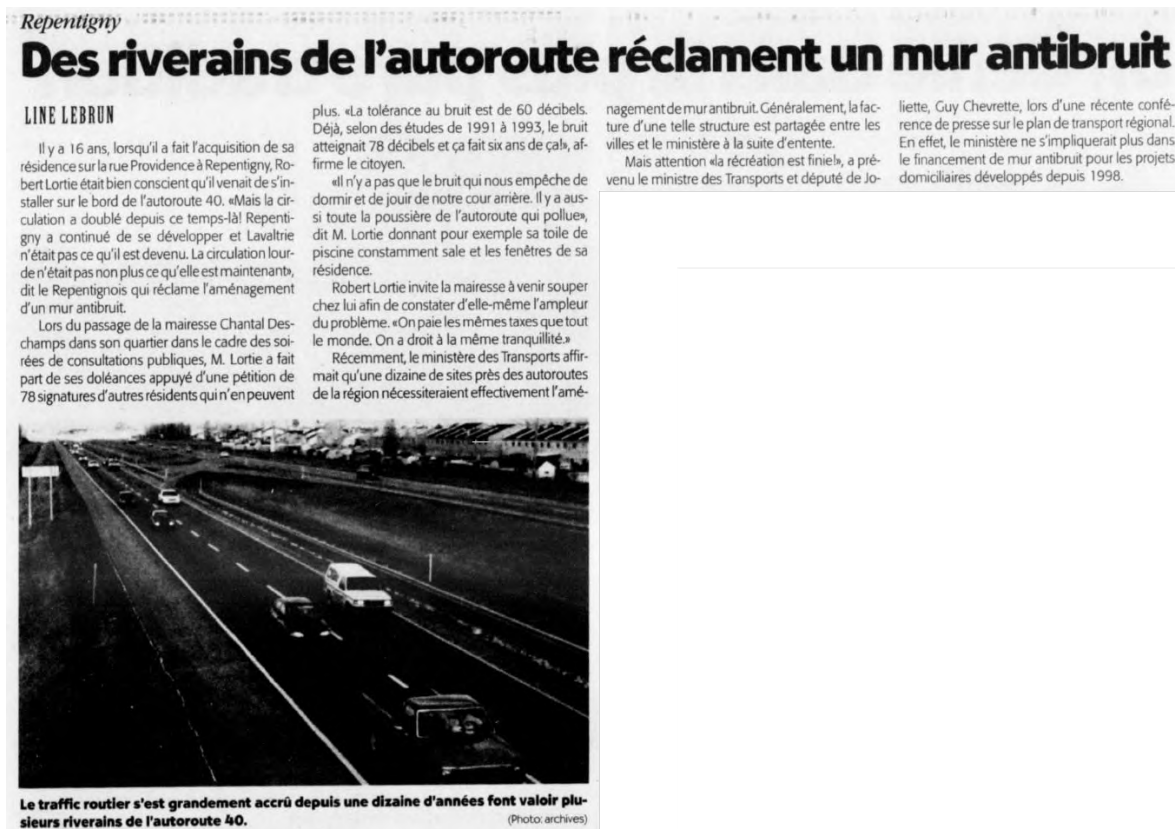 Repentigny
Des riverains de l'autoroute réclament un mur antibruit
LINE LEBRUN
Il y a 16 ans, lorsqu'il a fait l'acquisition de sa
résidence sur la rue Providence à Repentigny, Ro-
bert Lortie était bien conscient qu'il venait de s'in-
staller sur le bord de l'autoroute 40. «Mais la cir-
culation a doublé depuis ce temps-là! Repenti-
gny a continué de se développer et Lavaltrie
n'était pas ce qu'il est devenu. La circulation lour-
de n'était pas non plus ce qu'elle est maintenant»,
dit le Repentignois qui réclame l'aménagement
d'un mur antibruit.
Lors du passage de la mairesse Chantal Des-
champs dans son quartier dans le cadre des soi-
rées de consultations publiques, M. Lortie a fait
part de ses doléances appuyé d'une pétition de
78 signatures d'autres résidents qui n'en peuvent
plus. «La tolérance au bruit est de 60 décibels.
Déjà, selon des études de 1991 à 1993, le bruit
atteignait 78 décibels et ça fait six ans de ça!», af-
firme le citoyen.
«Il n'y a pas que le bruit qui nous empêche de
dormir et de jouir de notre cour arrière. Il y a aus-
si toute la poussière de l'autoroute qui pollue»,
dit M. Lortie donnant pour exemple sa toile de
piscine constamment sale et les fenêtres de sa
résidence.
Robert Lortie invite la mairesse à venir souper
chez lui afin de constater d'elle-même l'ampleur
du problème. «On paie les mêmes taxes que tout
le monde. On a droit à la même tranquillité.»
Récemment, le ministère des Transports affir-
mait qu'une dizaine de sites près des autoroutes
de la région nécessiteraient effectivement l'amé-
nagement de mur antibruit. Généralement, la fac-
ture d'une telle structure est partagée entre les
villes et le ministère à la suite d'entente.
Mais attention «la récréation est finie!», a pré-
venu le ministre des Transports et député de Jo-
liette, Guy Chevrette, lors d'une récente confé-
rence de presse sur le plan de transport régional.
En effet, le ministère ne s'impliquerait plus dans
le financement de mur antibruit pour les projets
domiciliaires développés depuis 1998.
Le traffic routier s'est grandement accrû depuis une dizaine d'années font valoir plu-
sieurs riverains de l'autoroute 40.
(Photo: archives)